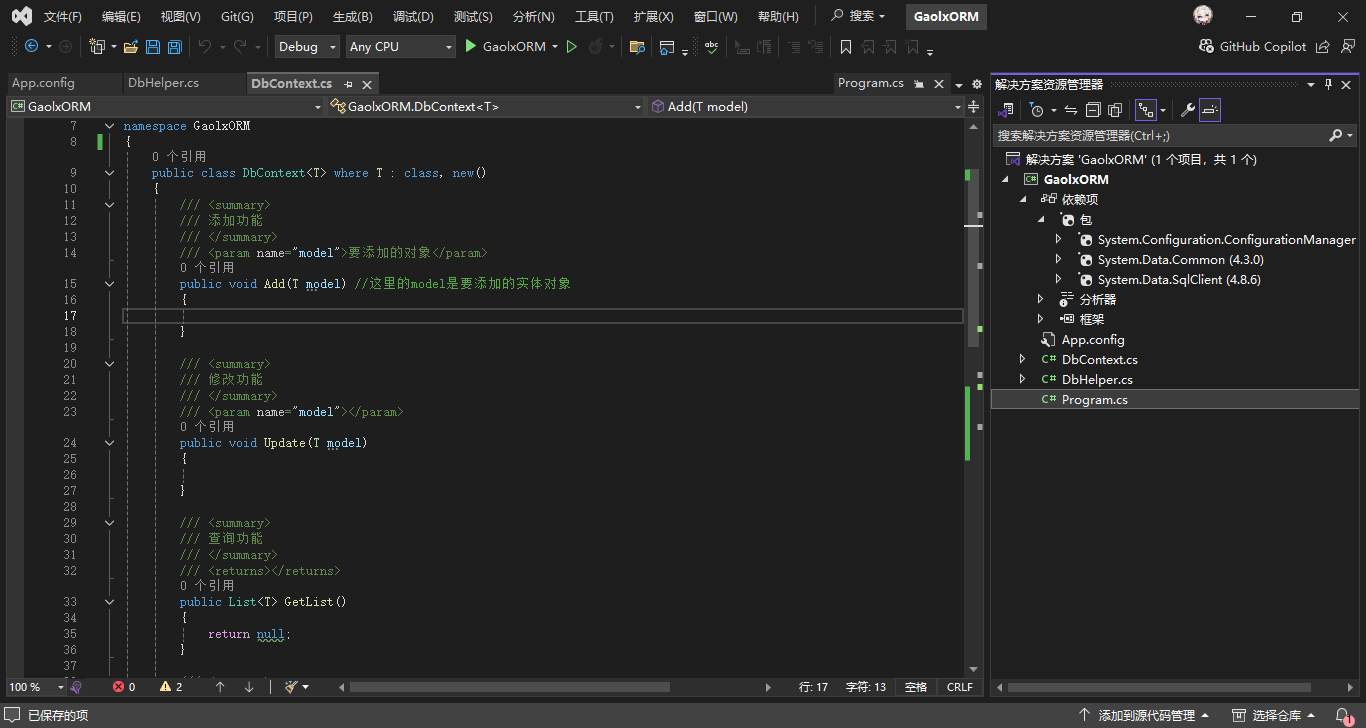 文件(F) 编辑(E) 视图(V) Git(G) 项目(P) 生成(B) 调试(D) 测试(S) 分析(N) 工具(T) 扩展(X) 窗口(W) 帮助(H) 搜索 GaolxORM
Debug Any CPU GaolxORM abc GitHub Copilot
App.config DbHelper.cs DbContext.cs Program.cs
GaolxORM GaolxORM.DbContext<T> Add(T model)
7 namespace GaolxORM
8 {
0 个引用
9 public class DbContext<T> where T : class, new()
10 {
11 /// <summary>
12 /// 添加功能
13 /// </summary>
14 /// <param name="model">要添加的对象</param>
0 个引用
15 public void Add(T model) //这里的model是要添加的实体对象
16 {
17
18 }
19
20 /// <summary>
21 /// 修改功能
22 /// </summary>
23 /// <param name="model"></param>
0 个引用
24 public void Update(T model)
25 {
26
27 }
28
29 /// <summary>
30 /// 查询功能
31 /// </summary>
32 /// <returns></returns>
0 个引用
33 public List<T> GetList()
34 {
35 return null;
36 }
37
100 % 0 2 行: 17 字符: 13 空格 CRLF
解决方案资源管理器
搜索解决方案资源管理器(Ctrl+;)
解决方案 'GaolxORM' (1 个项目，共 1 个)
C# GaolxORM
依赖项
包
System.Configuration.ConfigurationManager
System.Data.Common (4.3.0)
System.Data.SqlClient (4.8.6)
分析器
框架
App.config
C# DbContext.cs
C# DbHelper.cs
C# Program.cs
已保存的项 添加到源代码管理 选择仓库 1